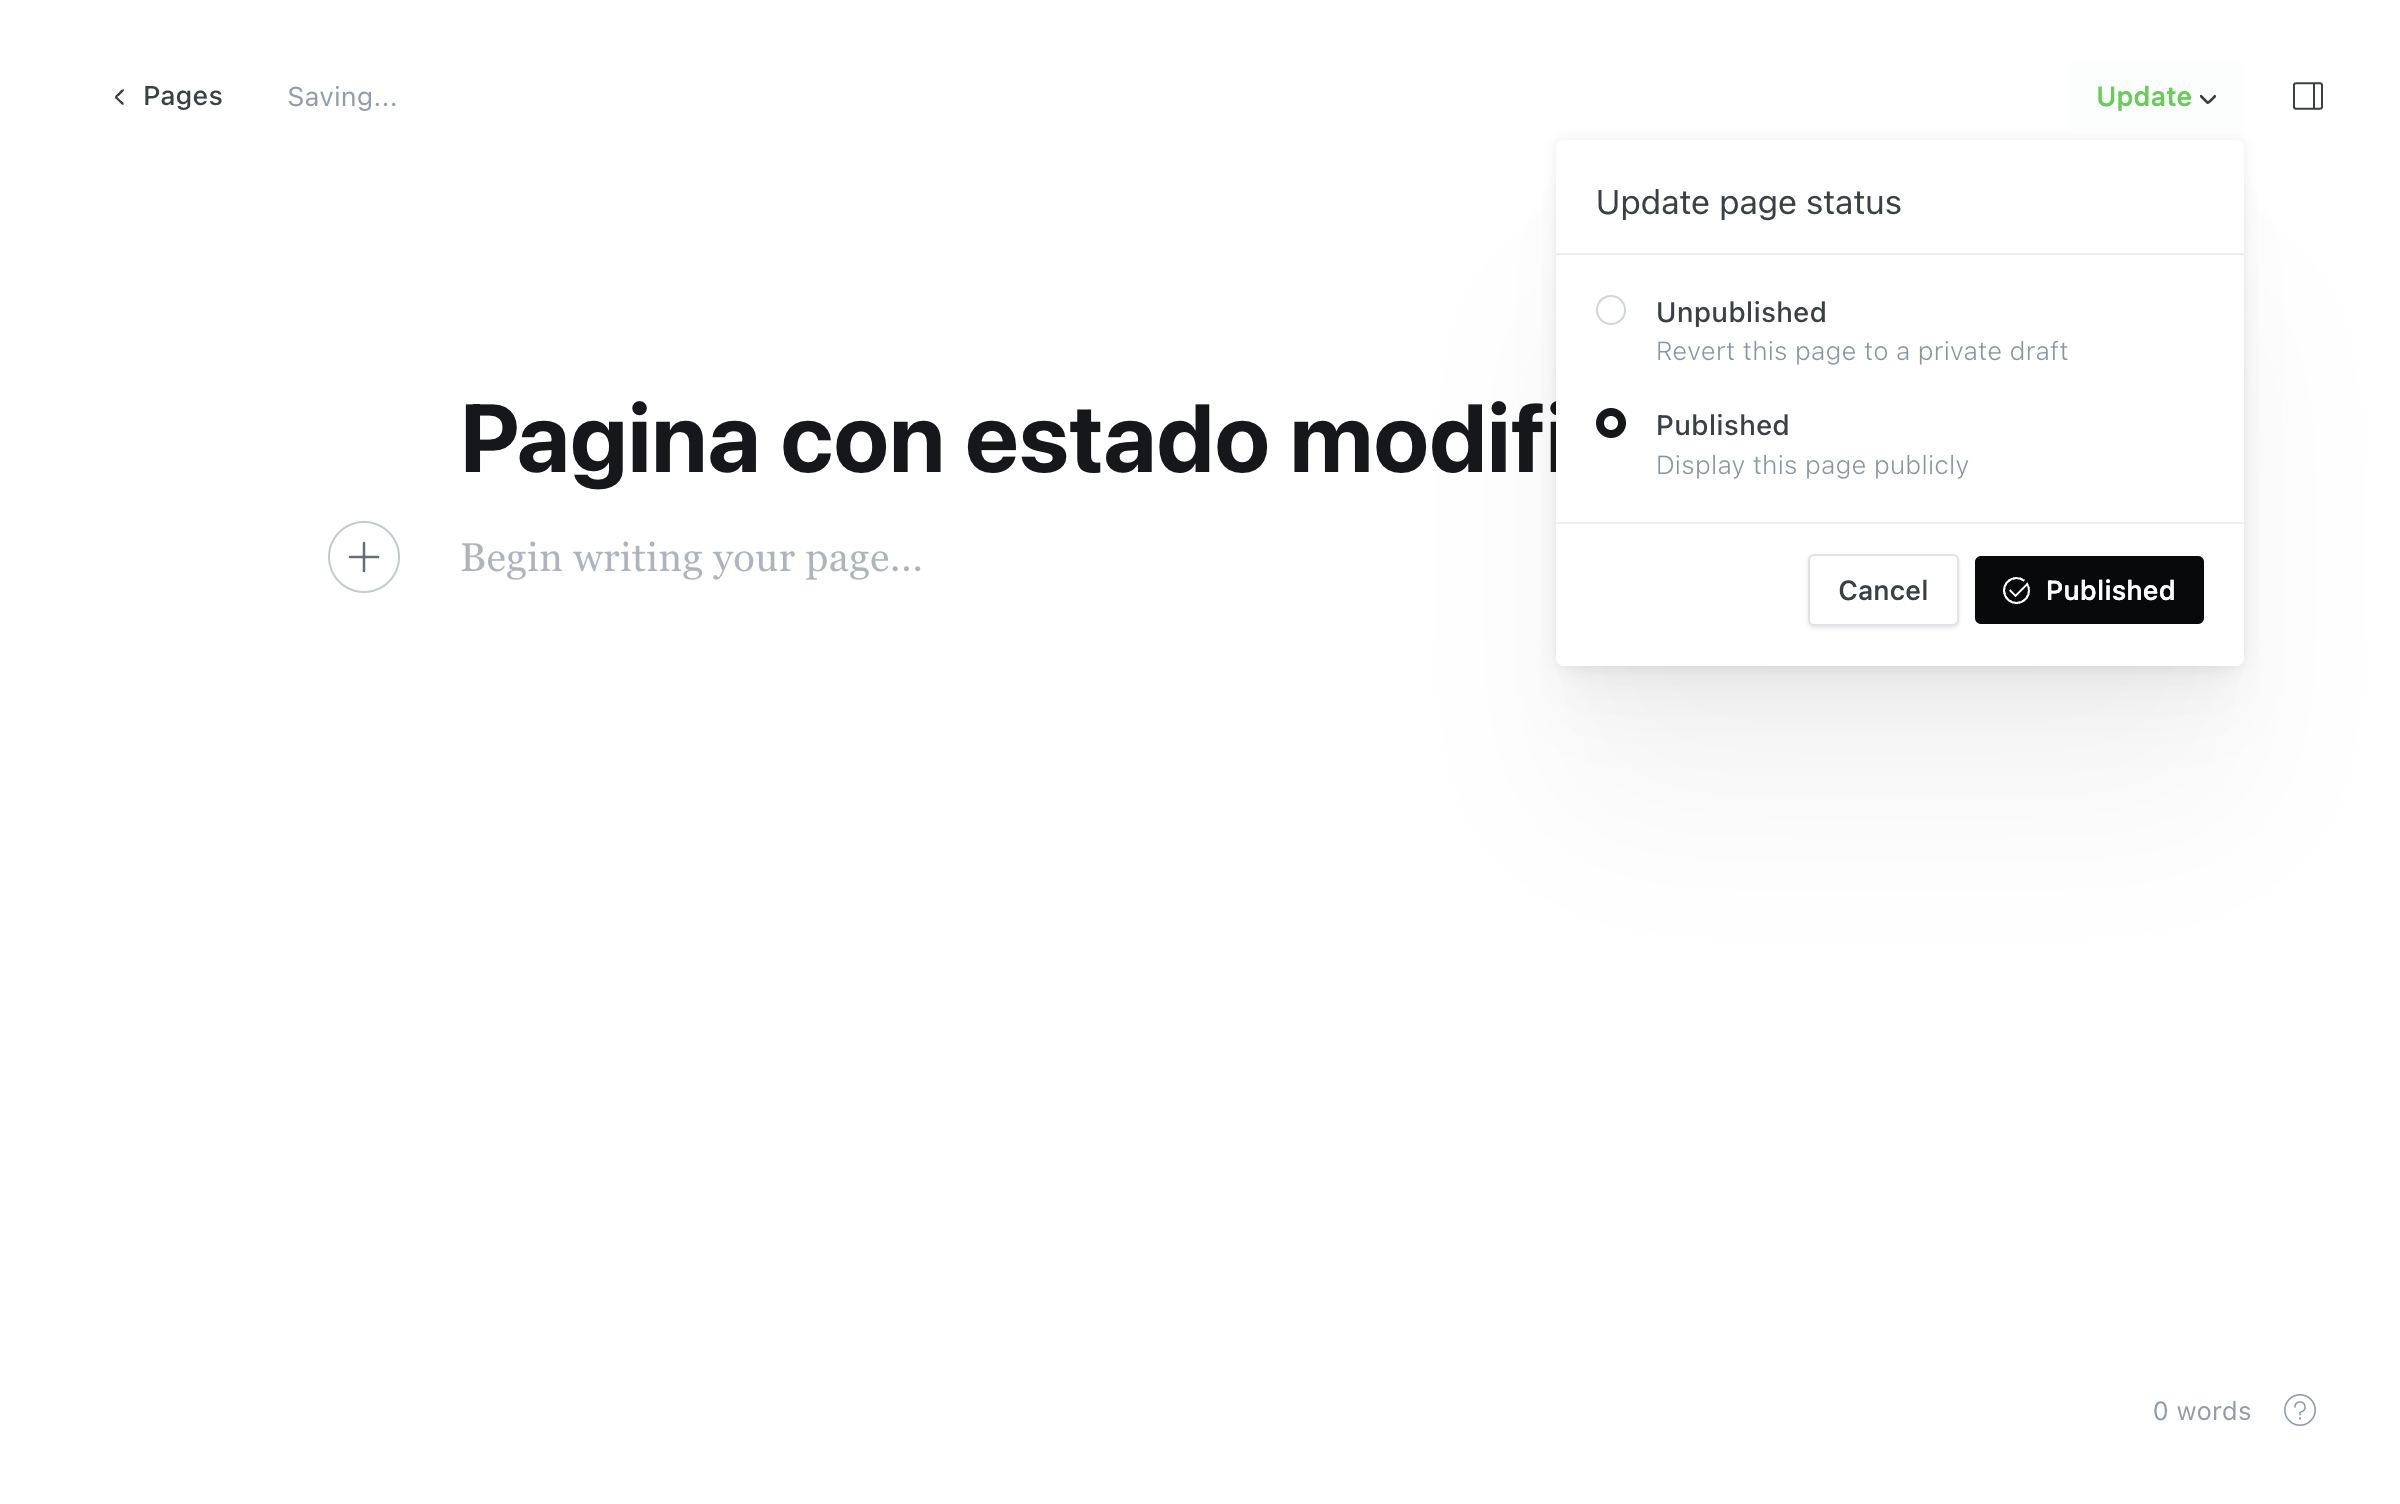 Pages
Saving...
Update
Update page status
Unpublished
Revert this page to a private draft
Published
Display this page publicly
Cancel
Published
Pagina con estado modifi
Begin writing your page...
0 words
?